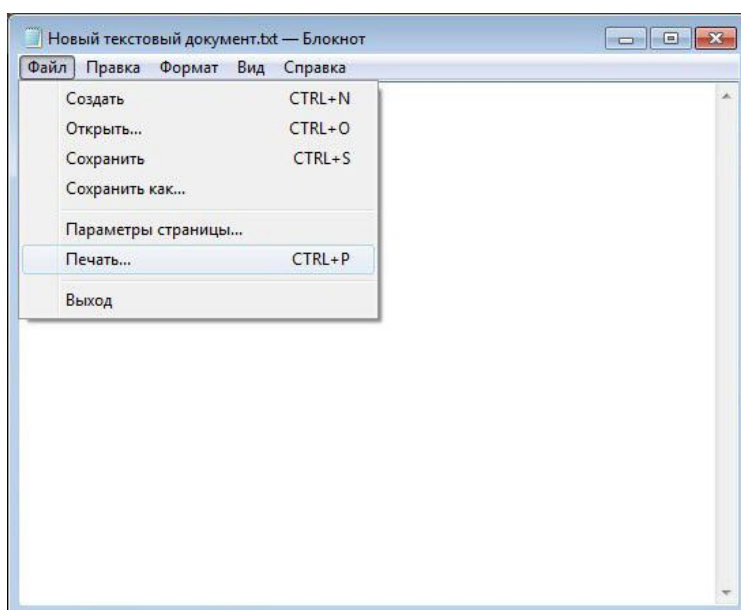 Новый текстовый документ.txt — Блокнот
Файл Правка Формат Вид Справка
Создать CTRL+N
Открыть... CTRL+O
Сохранить CTRL+S
Сохранить как...
Параметры страницы...
Печать... CTRL+P
Выход